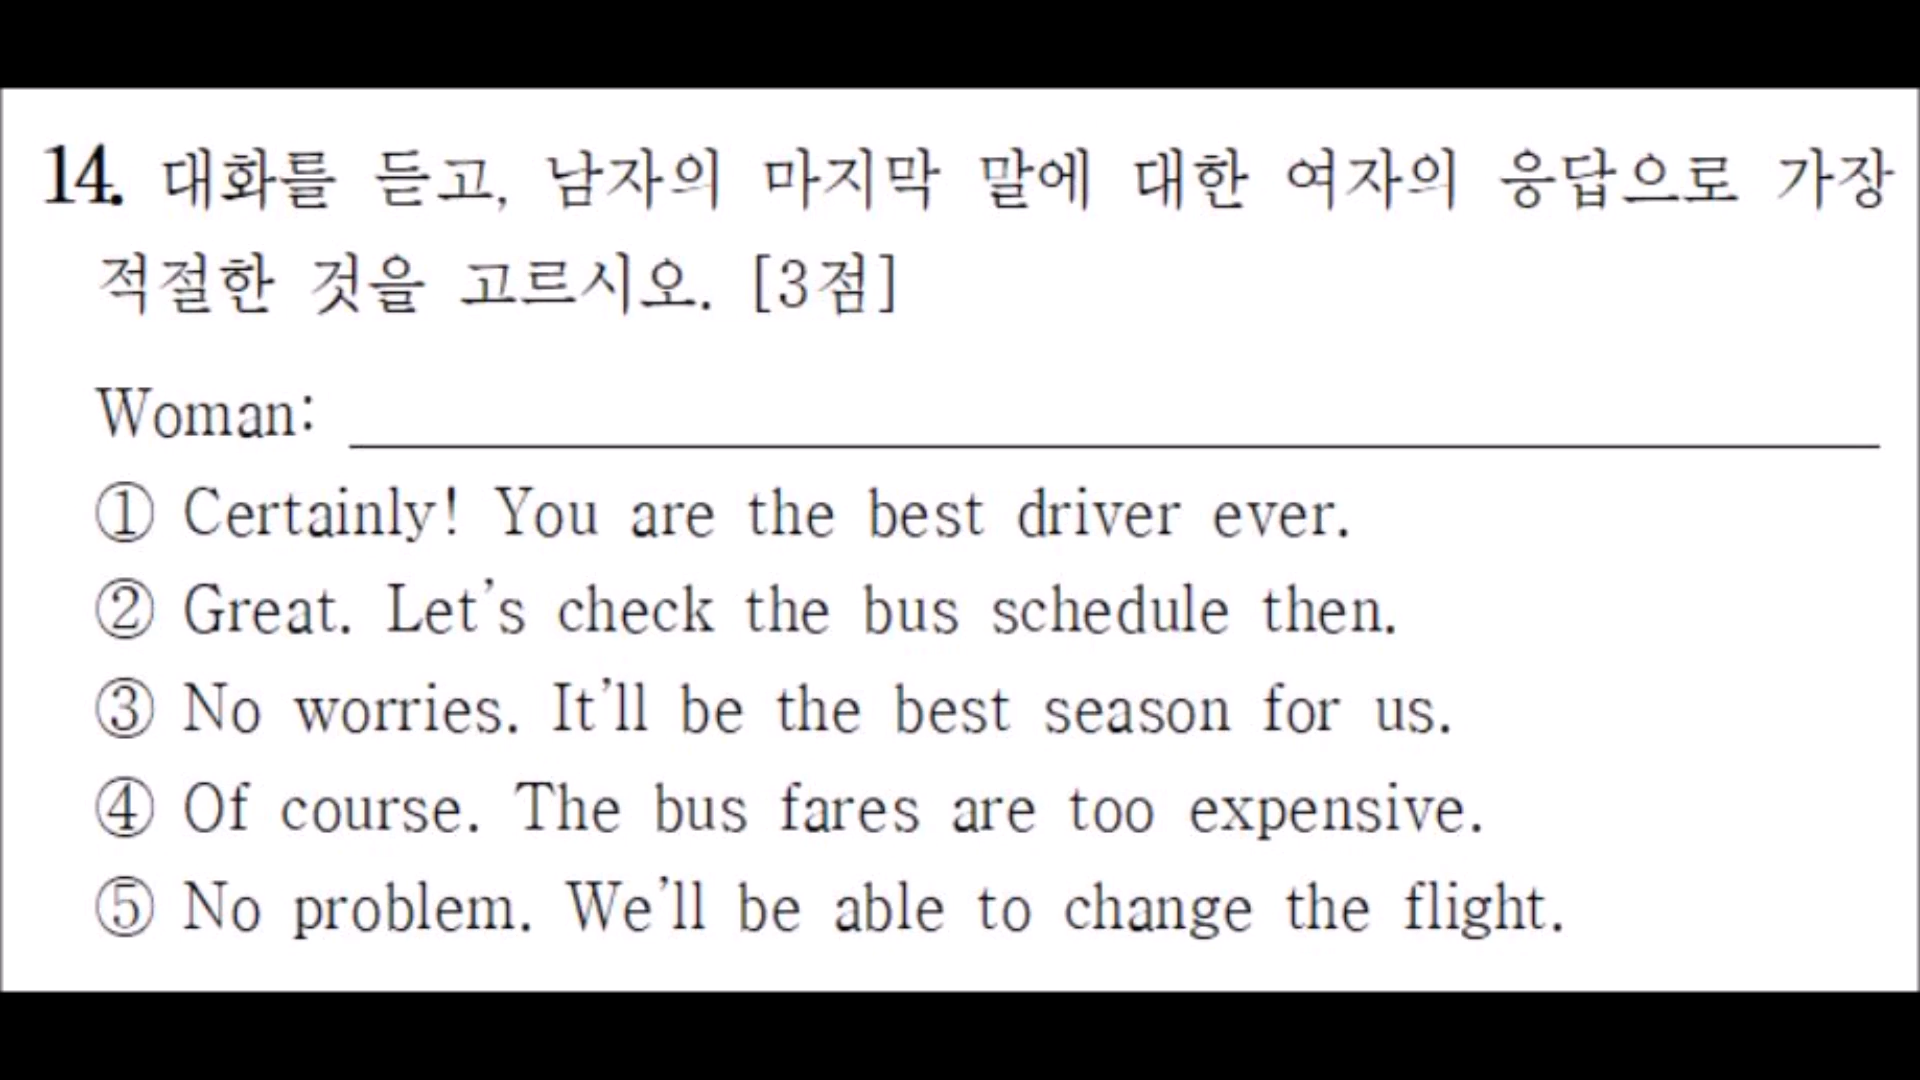 14. 대화를 듣고, 남자의 마지막 말에 대한 여자의 응답으로 가장
적절한 것을 고르시오. [3점]
Woman:
① Certainly! You are the best driver ever.
② Great. Let's check the bus schedule then.
③ No worries. It'll be the best season for us.
④ Of course. The bus fares are too expensive.
⑤ No problem. We'll be able to change the flight.